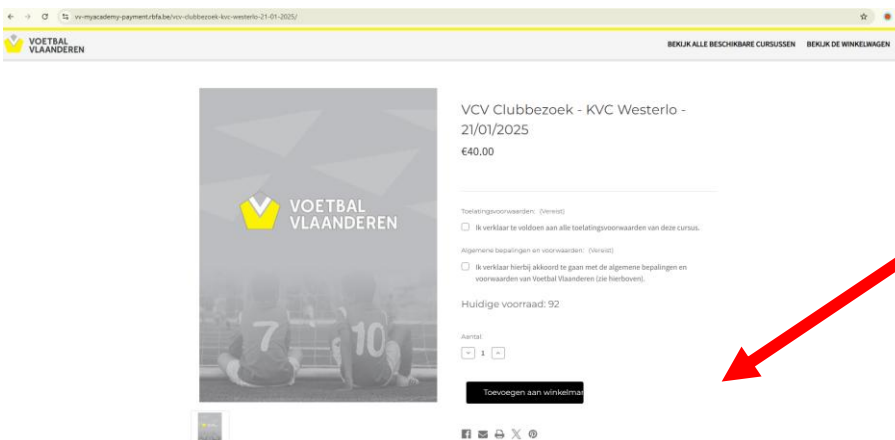 vv-myacademy-payment.rbfa.be/vcv-clubbezoek-kvc-westerlo-21-01-2025/
VOETBAL
VLAANDEREN
BEKIJK ALLE BESCHIKBARE CURSUSSEN BEKIJK DE WINKELWAGEN
VCV Clubbezoek - KVC Westerlo -
21/01/2025
€40.00
VOETBAL
VLAANDEREN
7 10
Toelatingsvoorwaarden: (Vereist)
Ik verklaar te voldoen aan alle toelatingsvoorwaarden van deze cursus.
Algemene bepalingen en voorwaarden: (Vereist)
Ik verklaar hierbij akkoord te gaan met de algemene bepalingen en
voorwaarden van Voetbal Vlaanderen (zie hierboven).
Huidige voorraad: 92
Aantal:
1
Toevoegen aan winkelma